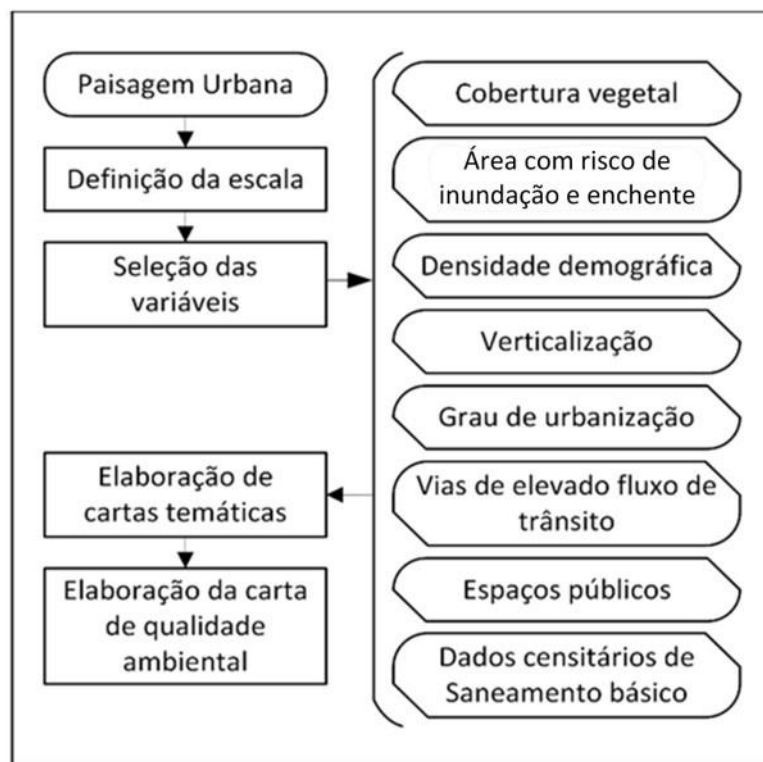 Paisagem Urbana
Definição da escala
Seleção das
variáveis
Cobertura vegetal
Área com risco de
inundação e enchente
Densidade demográfica
Verticalização
Grau de urbanização
Vias de elevado fluxo de
trânsito
Espaços públicos
Dados censitários de
Saneamento básico
Elaboração de
cartas temáticas
Elaboração da carta
de qualidade
ambiental